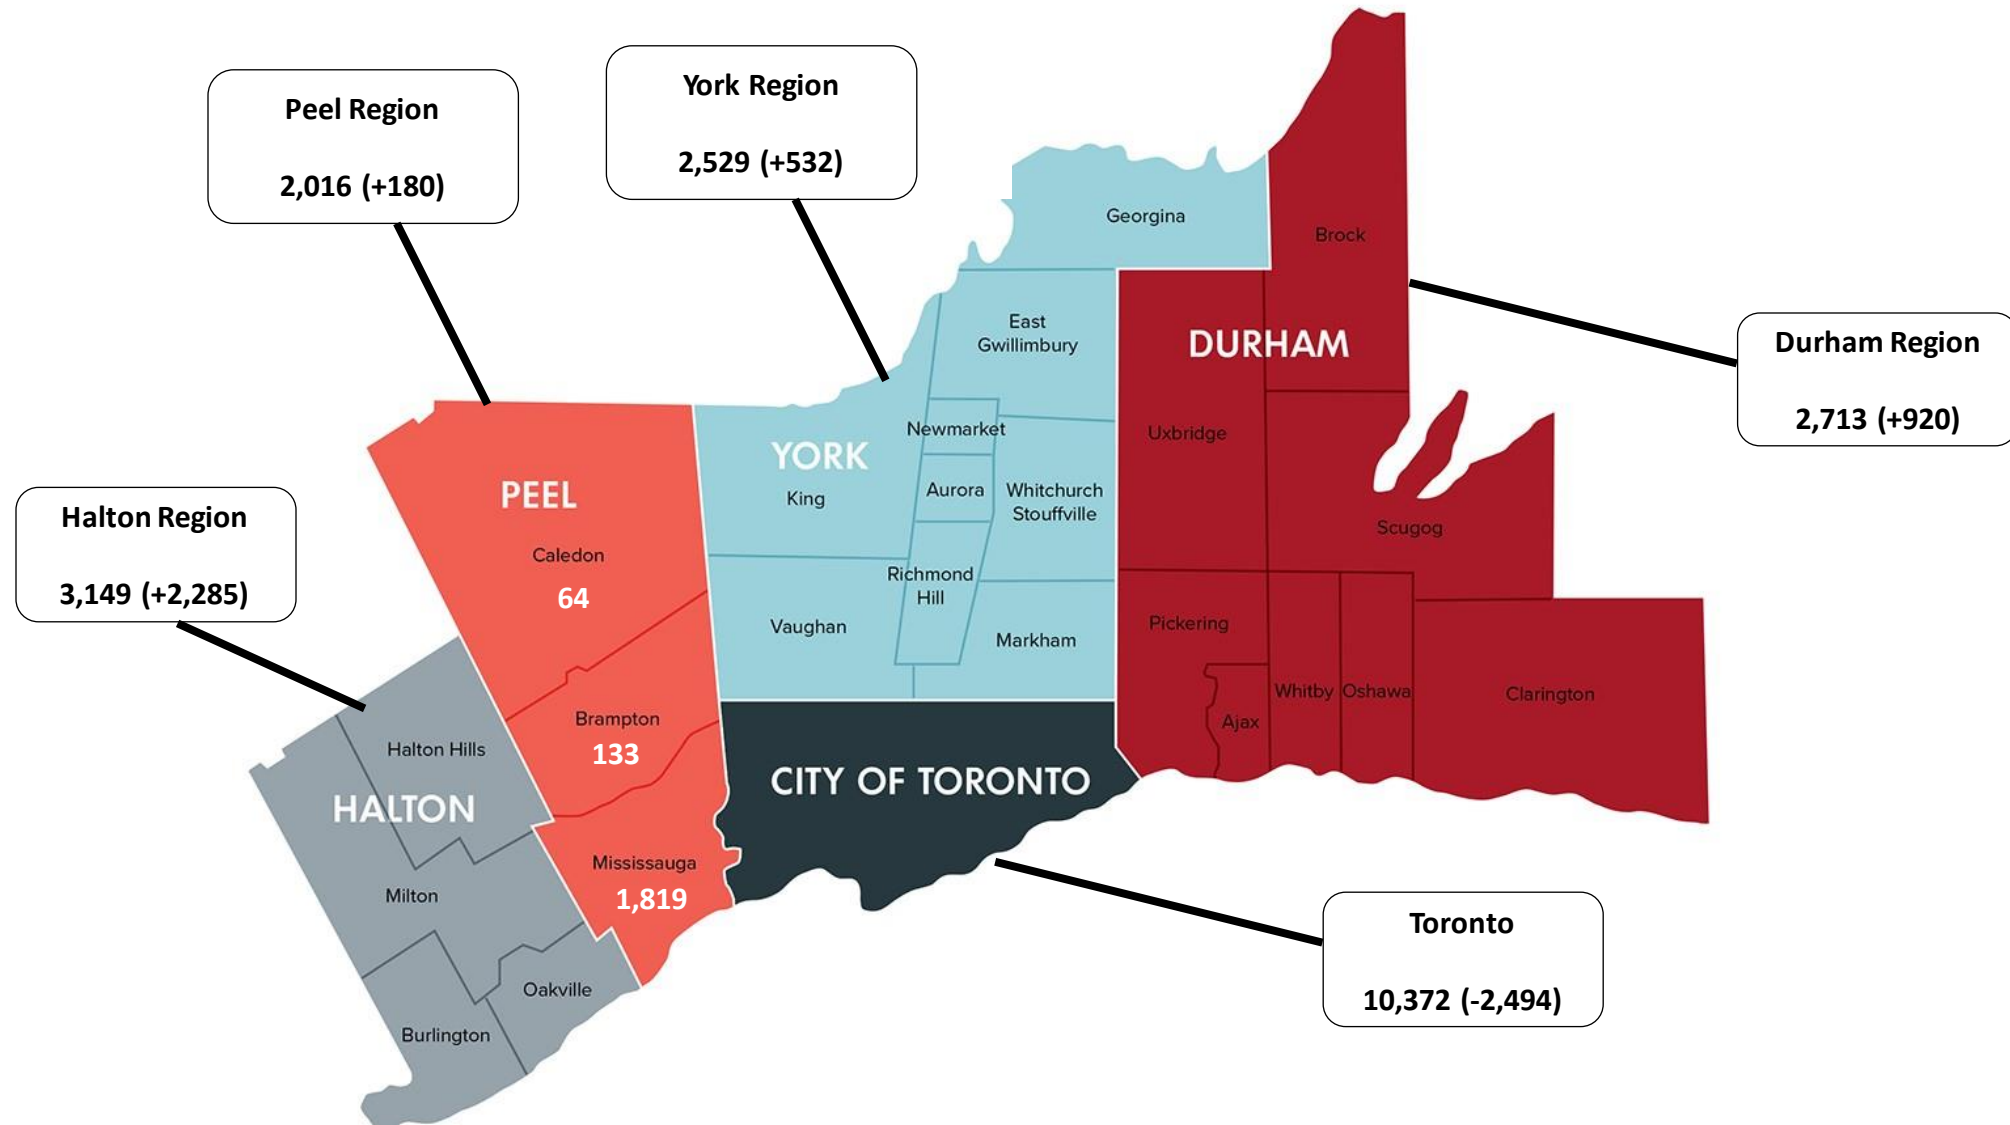 Peel Region
2,016 (+180)
York Region
2,529 (+532)
Durham Region
2,713 (+920)
Halton Region
3,149 (+2,285)
Toronto
10,372 (-2,494)
Georgina
Brock
East
Gwillimbury
DURHAM
Newmarket
Uxbridge
YORK
King
Aurora
Whitchurch
Stouffville
PEEL
Caledon
64
Scugog
Richmond
Hill
Vaughan
Markham
Pickering
Whitby
Oshawa
Clarington
Ajax
Brampton
133
Halton Hills
HALTON
CITY OF TORONTO
Mississauga
1,819
Milton
Oakville
Burlington